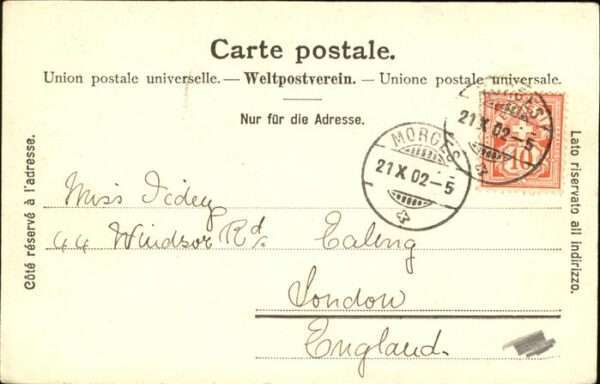 Carte postale.
Union postale universelle. — Weltpostverein. — Unione postale universale.
Nur für die Adresse.
Côté réservé à l'adresse.
Lato riservato all indirizzo.
MORGES
21 X 02-5
MORGES
21 X 02-5
10
Miss
44 Windsor Rd. Ealing
London
England.